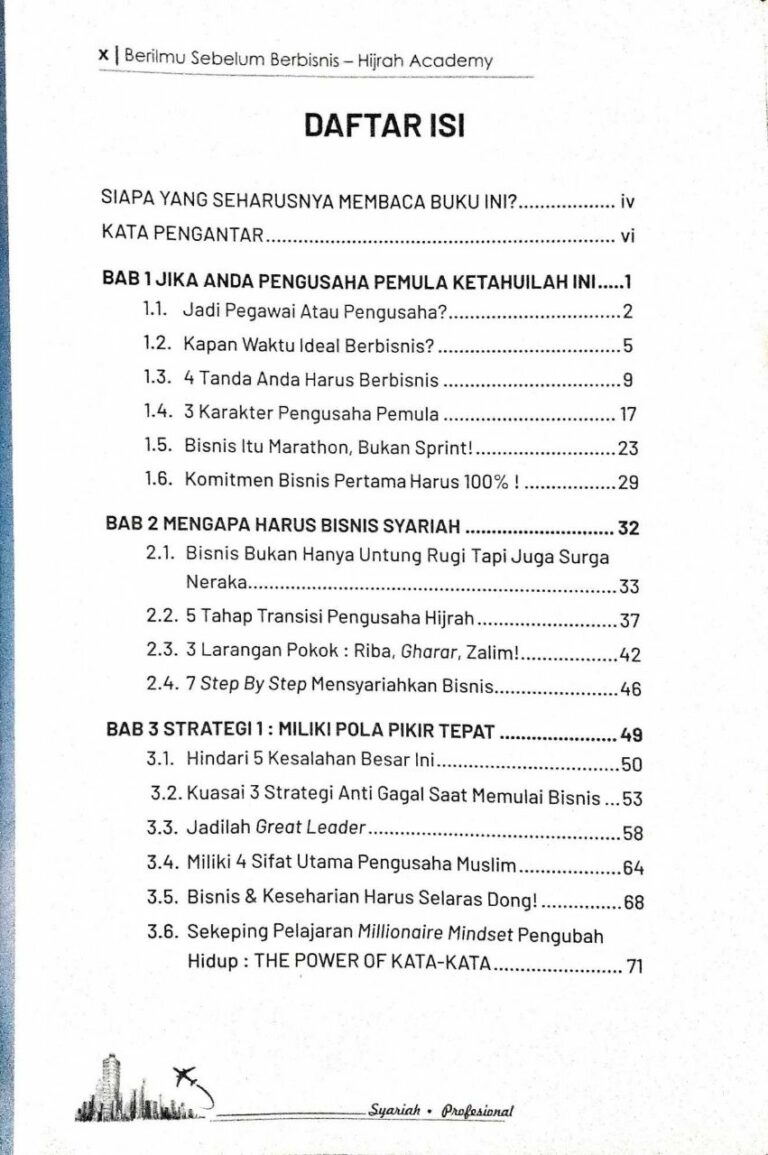 x | Berilmu Sebelum Berbisnis – Hijrah Academy
DAFTAR ISI
SIAPA YANG SEHARUSNYA MEMBACA BUKU INI?.................. iv
KATA PENGANTAR.............................................................. vi
BAB 1 JIKA ANDA PENGUSAHA PEMULA KETAHUILAH INI.....1
1.1. Jadi Pegawai Atau Pengusaha?...............................2
1.2. Kapan Waktu Ideal Berbisnis?.................................5
1.3. 4 Tanda Anda Harus Berbisnis ................................9
1.4. 3 Karakter Pengusaha Pemula ............................... 17
1.5. Bisnis Itu Marathon, Bukan Sprint!.........................23
1.6. Komitmen Bisnis Pertama Harus 100% ! ................29
BAB 2 MENGAPA HARUS BISNIS SYARIAH .......................... 32
2.1. Bisnis Bukan Hanya Untung Rugi Tapi Juga Surga
Neraka.................................................................33
2.2. 5 Tahap Transisi Pengusaha Hijrah.........................37
2.3. 3 Larangan Pokok : Riba, Gharar, Zalim!.................42
2.4. 7 Step By Step Mensyariahkan Bisnis......................46
BAB 3 STRATEGI 1 : MILIKI POLA PIKIR TEPAT ..................... 49
3.1. Hindari 5 Kesalahan Besar Ini.................................50
3.2. Kuasai 3 Strategi Anti Gagal Saat Memulai Bisnis ...53
3.3. Jadilah Great Leader.............................................58
3.4. Miliki 4 Sifat Utama Pengusaha Muslim..................64
3.5. Bisnis & Keseharian Harus Selaras Dong! ..............68
3.6. Sekeping Pelajaran Millionaire Mindset Pengubah
Hidup : THE POWER OF KATA-KATA....................... 71
Syariah • Profesional